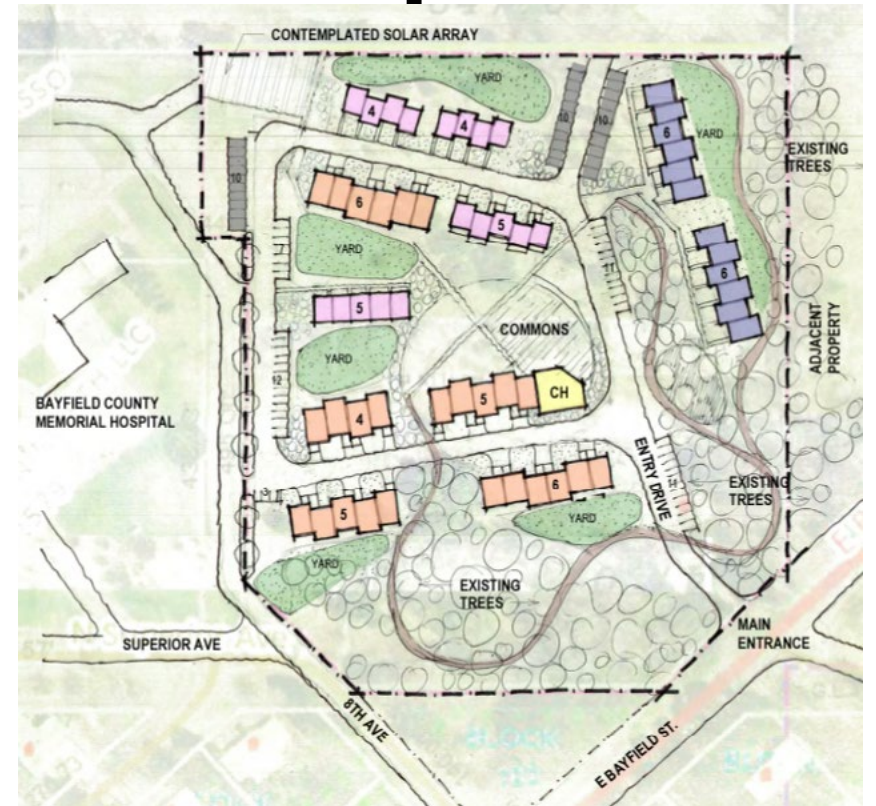 CONTEMPLATED SOLAR ARRAY
YARD
4
4
10
10
6
YARD
EXISTING
TREES
10
6
5
7
YARD
11
6
5
COMMONS
ADJACENT
PROPERTY
YARD
12
CH
5
4
BAYFIELD COUNTY
MEMORIAL HOSPITAL
ENTRY DRIVE
6
EXISTING
TREES
3
5
YARD
YARD
EXISTING
TREES
MAIN
ENTRANCE
SUPERIOR AVE
8TH AVE
E BAYFIELD ST.
BLOCK